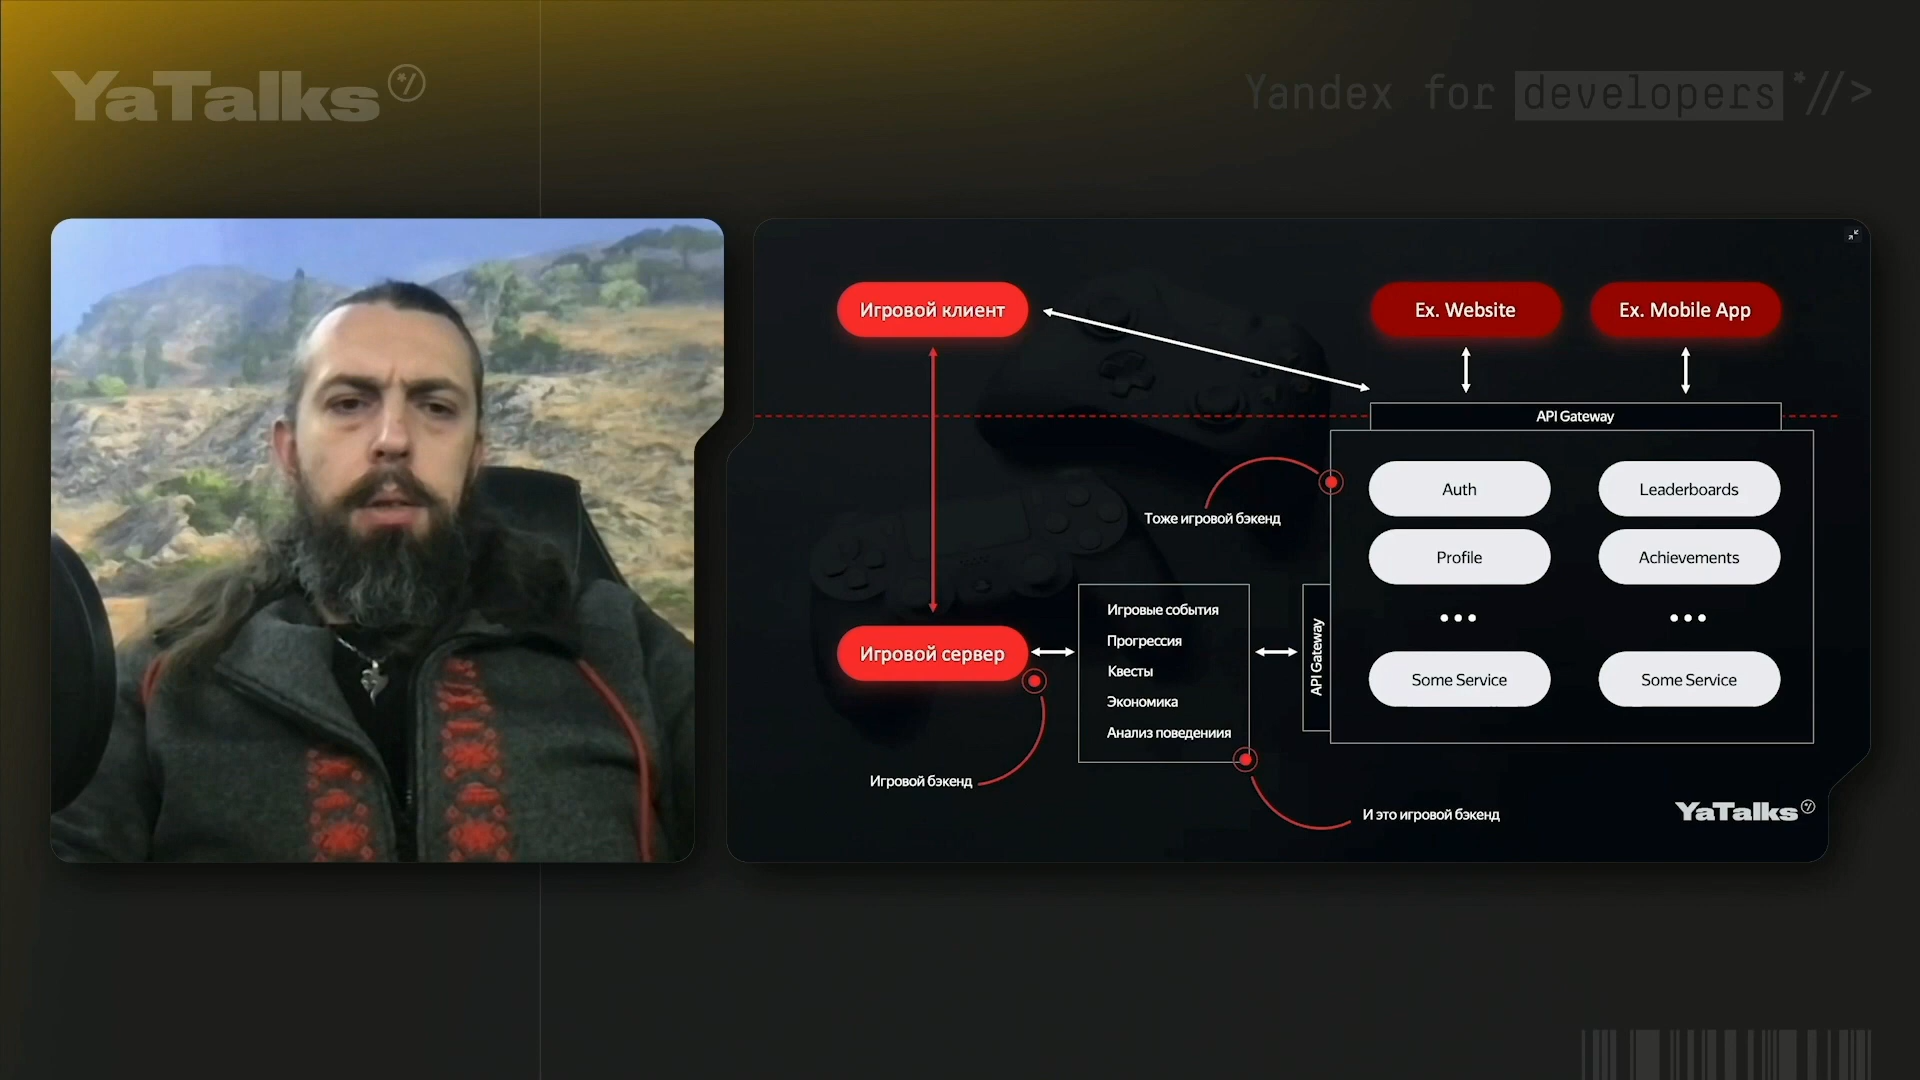 YaTalks
Yandex for developers *//>
Игровой клиент
Ex. Website
Ex. Mobile App
API Gateway
Auth
Leaderboards
Тоже игровой бэкенд
Profile
Achievements
Игровые события
Прогрессия
Квесты
Экономика
Анализ поведениия
Игровой сервер
API Gateway
Some Service
Some Service
Игровой бэкенд
И это игровой бэкенд
YaTalks